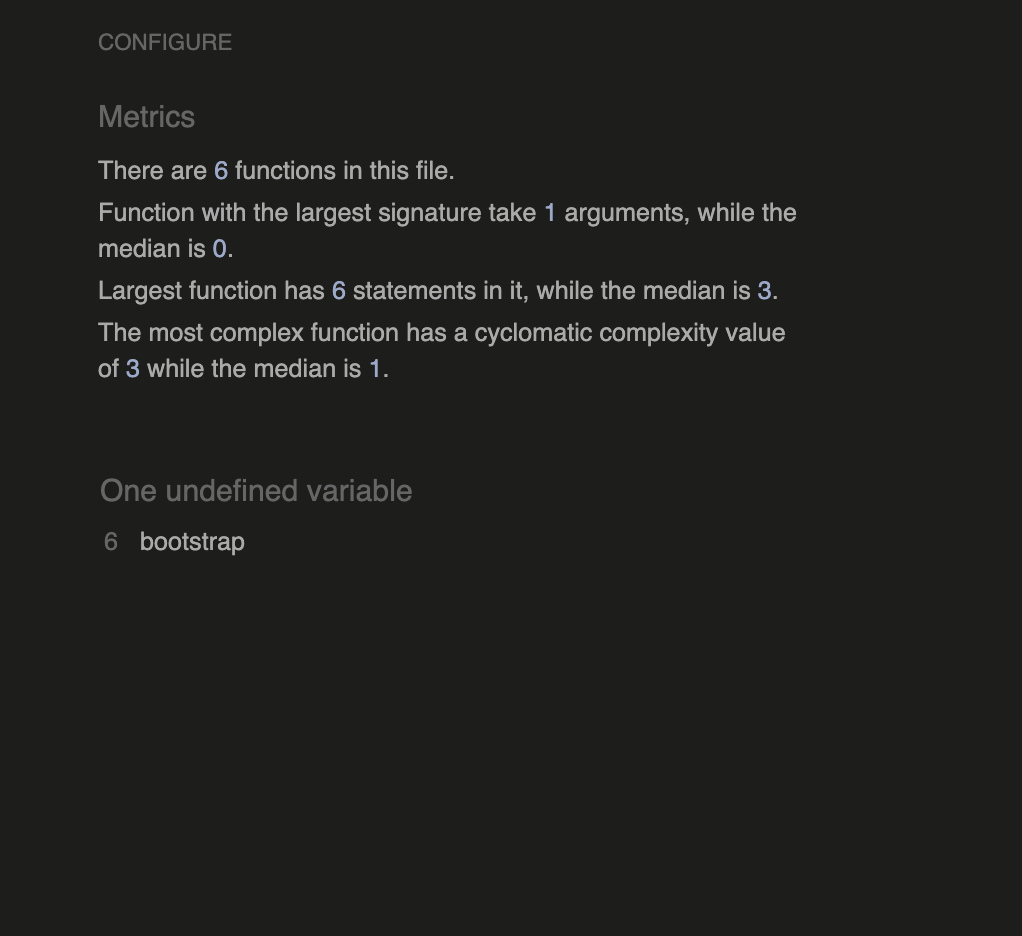 CONFIGURE
Metrics
There are 6 functions in this file.
Function with the largest signature take 1 arguments, while the
median is 0.
Largest function has 6 statements in it, while the median is 3.
The most complex function has a cyclomatic complexity value
of 3 while the median is 1.
One undefined variable
6 bootstrap